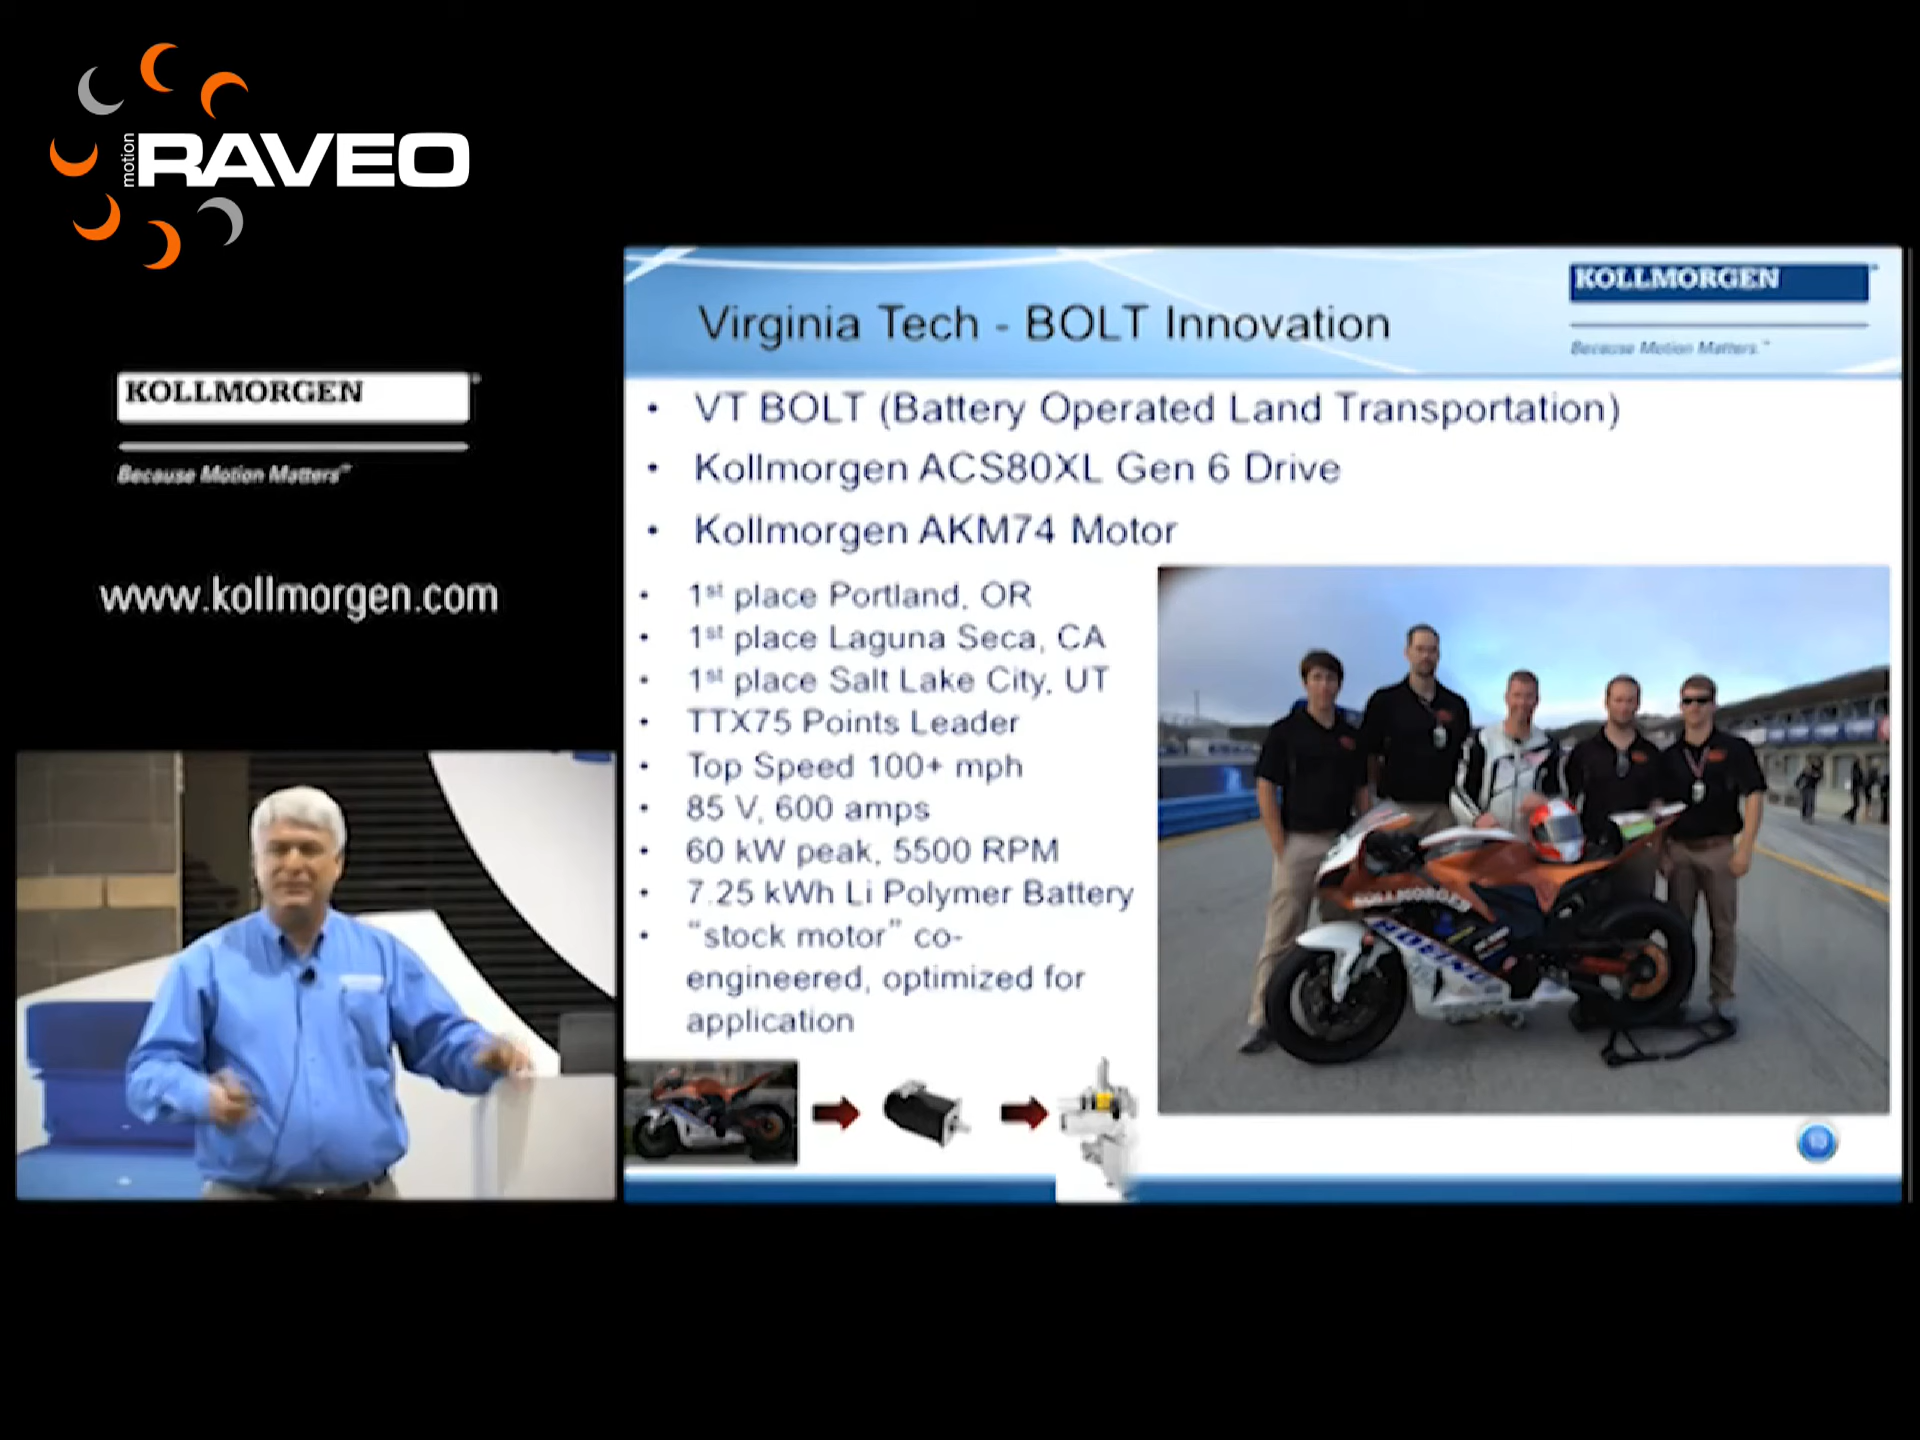 motion RAVEO
KOLLMORGEN
Because Motion Matters™
www.kollmorgen.com
Virginia Tech - BOLT Innovation
KOLLMORGEN
Because Motion Matters.™
• VT BOLT (Battery Operated Land Transportation)
• Kollmorgen ACS80XL Gen 6 Drive
• Kollmorgen AKM74 Motor
• 1st place Portland, OR
• 1st place Laguna Seca, CA
• 1st place Salt Lake City, UT
• TTX75 Points Leader
• Top Speed 100+ mph
• 85 V, 600 amps
• 60 kW peak, 5500 RPM
• 7.25 kWh Li Polymer Battery
• “stock motor” co-
engineered, optimized for
application
KOLLMORGEN